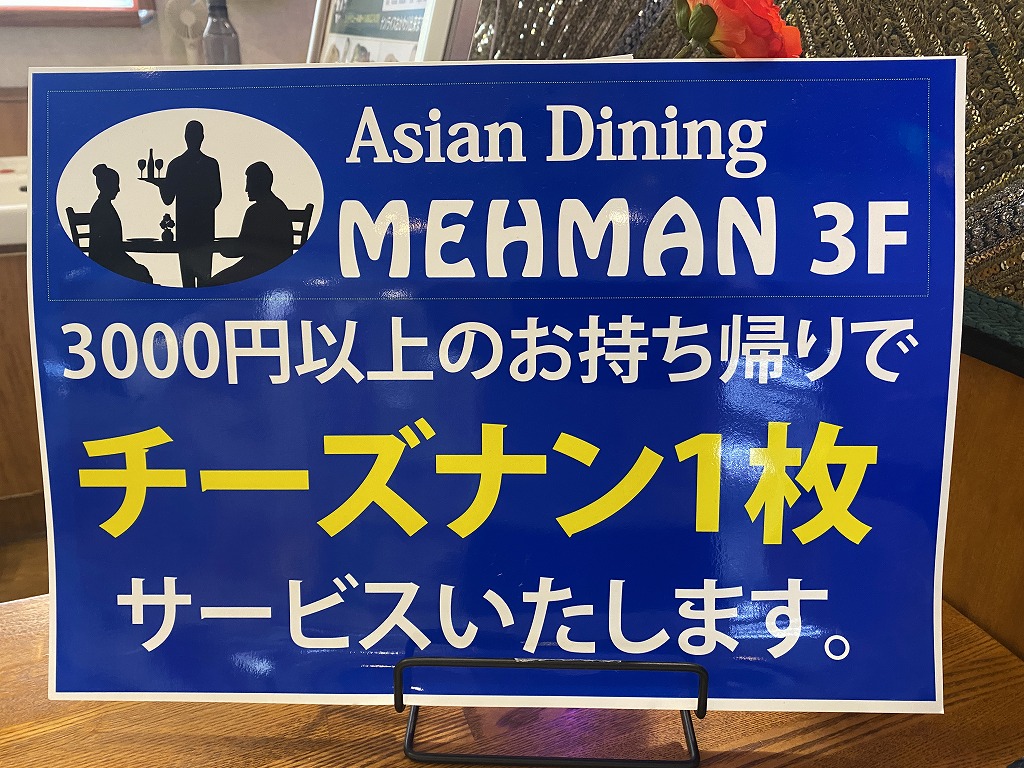 Asian Dining
MEHMAN 3F
3000円以上のお持ち帰りで
チーズナン1枚
サービスいたします。